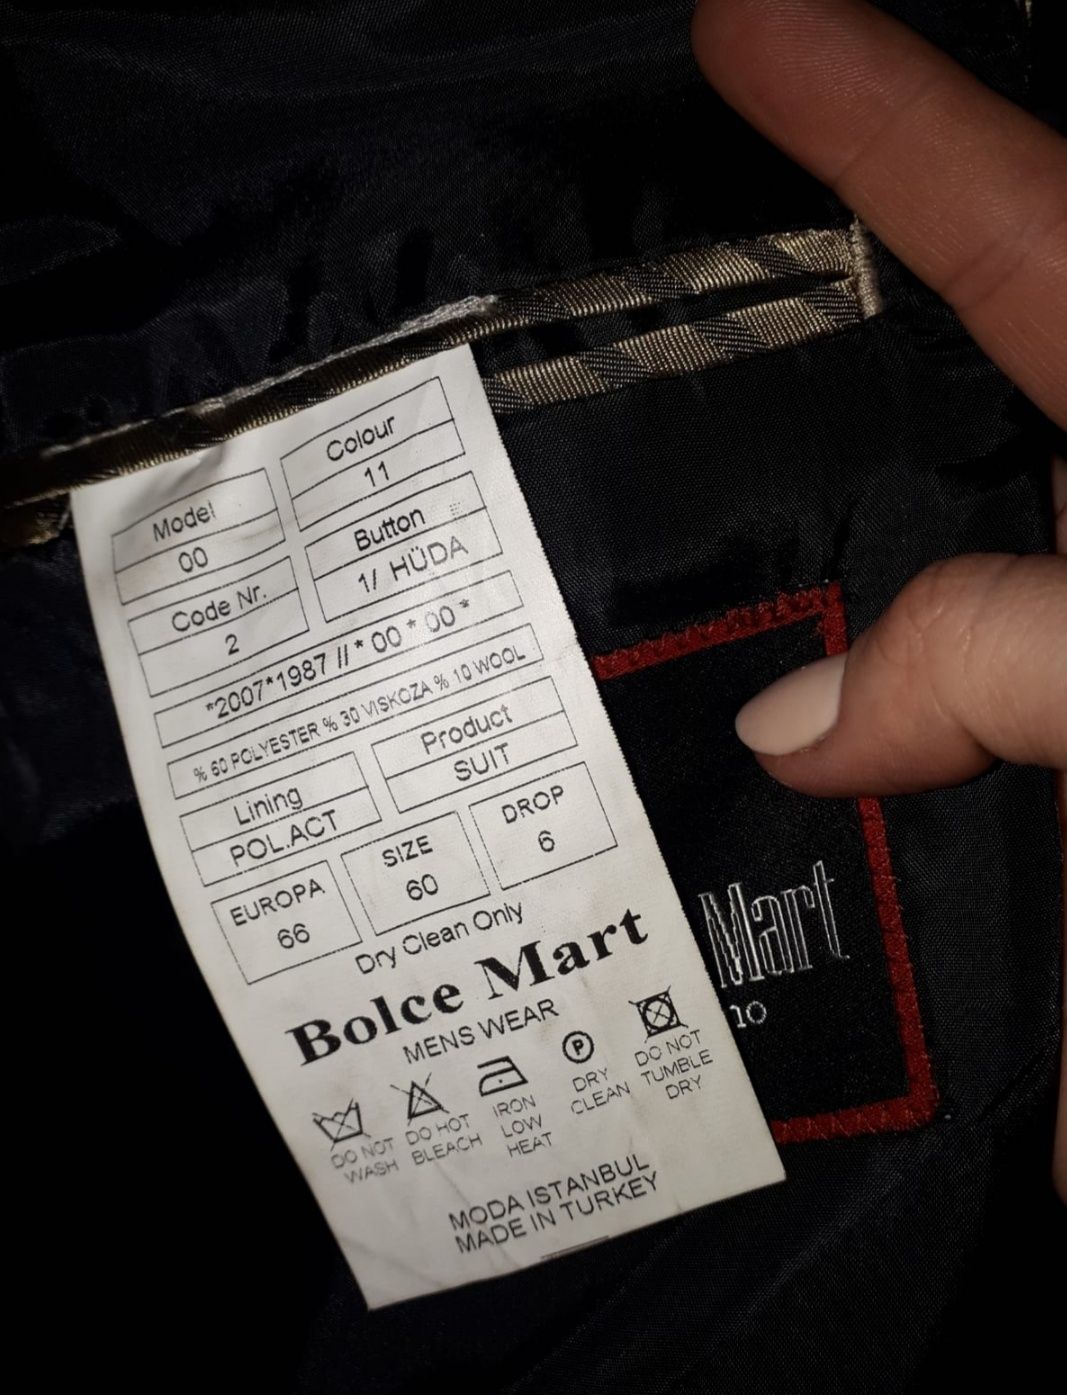 Model
00
Colour
11
Code Nr.
2
Button
1/ HÜDA
*2007*1987 // * 00 * 00 *
% 60 POLYESTER % 30 VISKOZA % 10 WOOL
Lining
POL.ACT
Product
SUIT
EUROPA
66
SIZE
60
DROP
6
Dry Clean Only
Bolce Mart
MENS WEAR
DO NOT
WASH
DO HOT
BLEACH
IRON
LOW
HEAT
P
DRY
CLEAN
DO NOT
TUMBLE
DRY
MODA ISTANBUL
MADE IN TURKEY
Mart
no